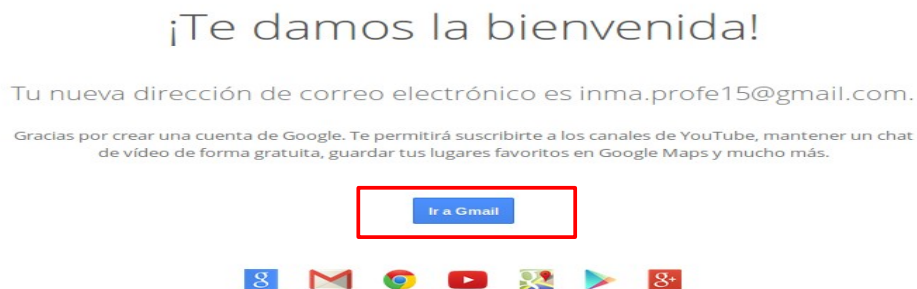 ¡Te damos la bienvenida!
Tu nueva dirección de correo electrónico es inma.profe15@gmail.com.
Gracias por crear una cuenta de Google. Te permitirá suscribirte a los canales de YouTube, mantener un chat
de vídeo de forma gratuita, guardar tus lugares favoritos en Google Maps y mucho más.
Ir a Gmail
8 g+